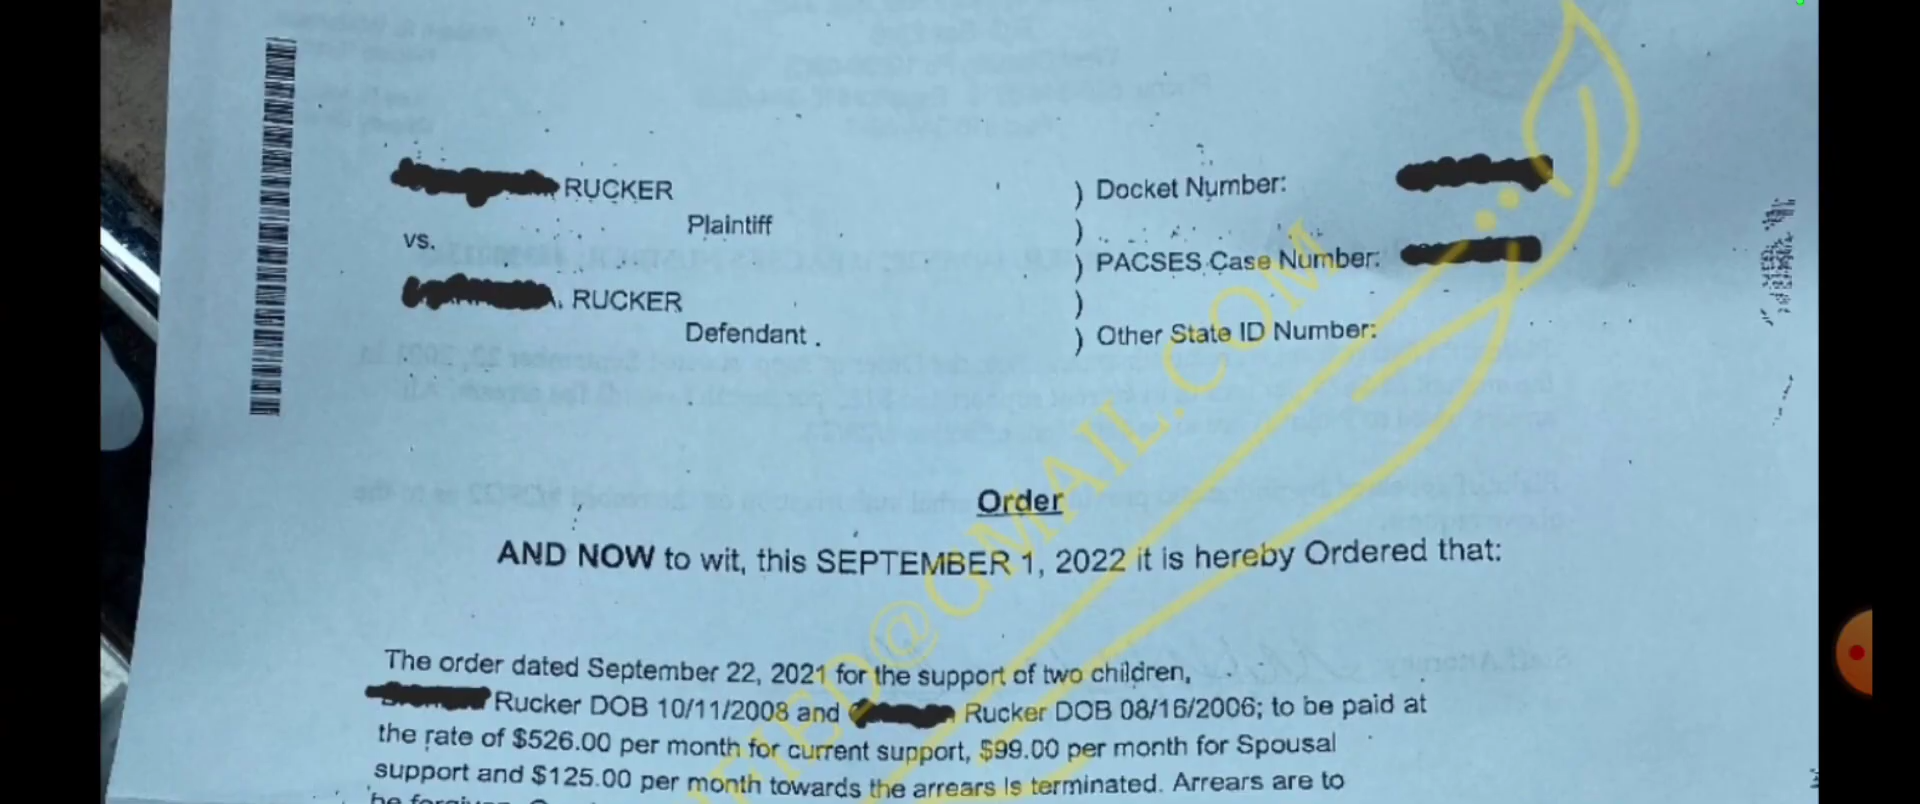 RUCKER
Plaintiff
vs.
RUCKER
Defendant .
) Docket Number:
)
) PACSES Case Number:
)
) Other State ID Number:
Order
AND NOW to wit, this SEPTEMBER 1, 2022 it is hereby Ordered that:
The order dated September 22, 2021 for the support of two children,
Rucker DOB 10/11/2008 and Rucker DOB 08/16/2006; to be paid at
the rate of $526.00 per month for current support, $99.00 per month for Spousal
support and $125.00 per month towards the arrears is terminated. Arrears are to
@GMAIL.COM